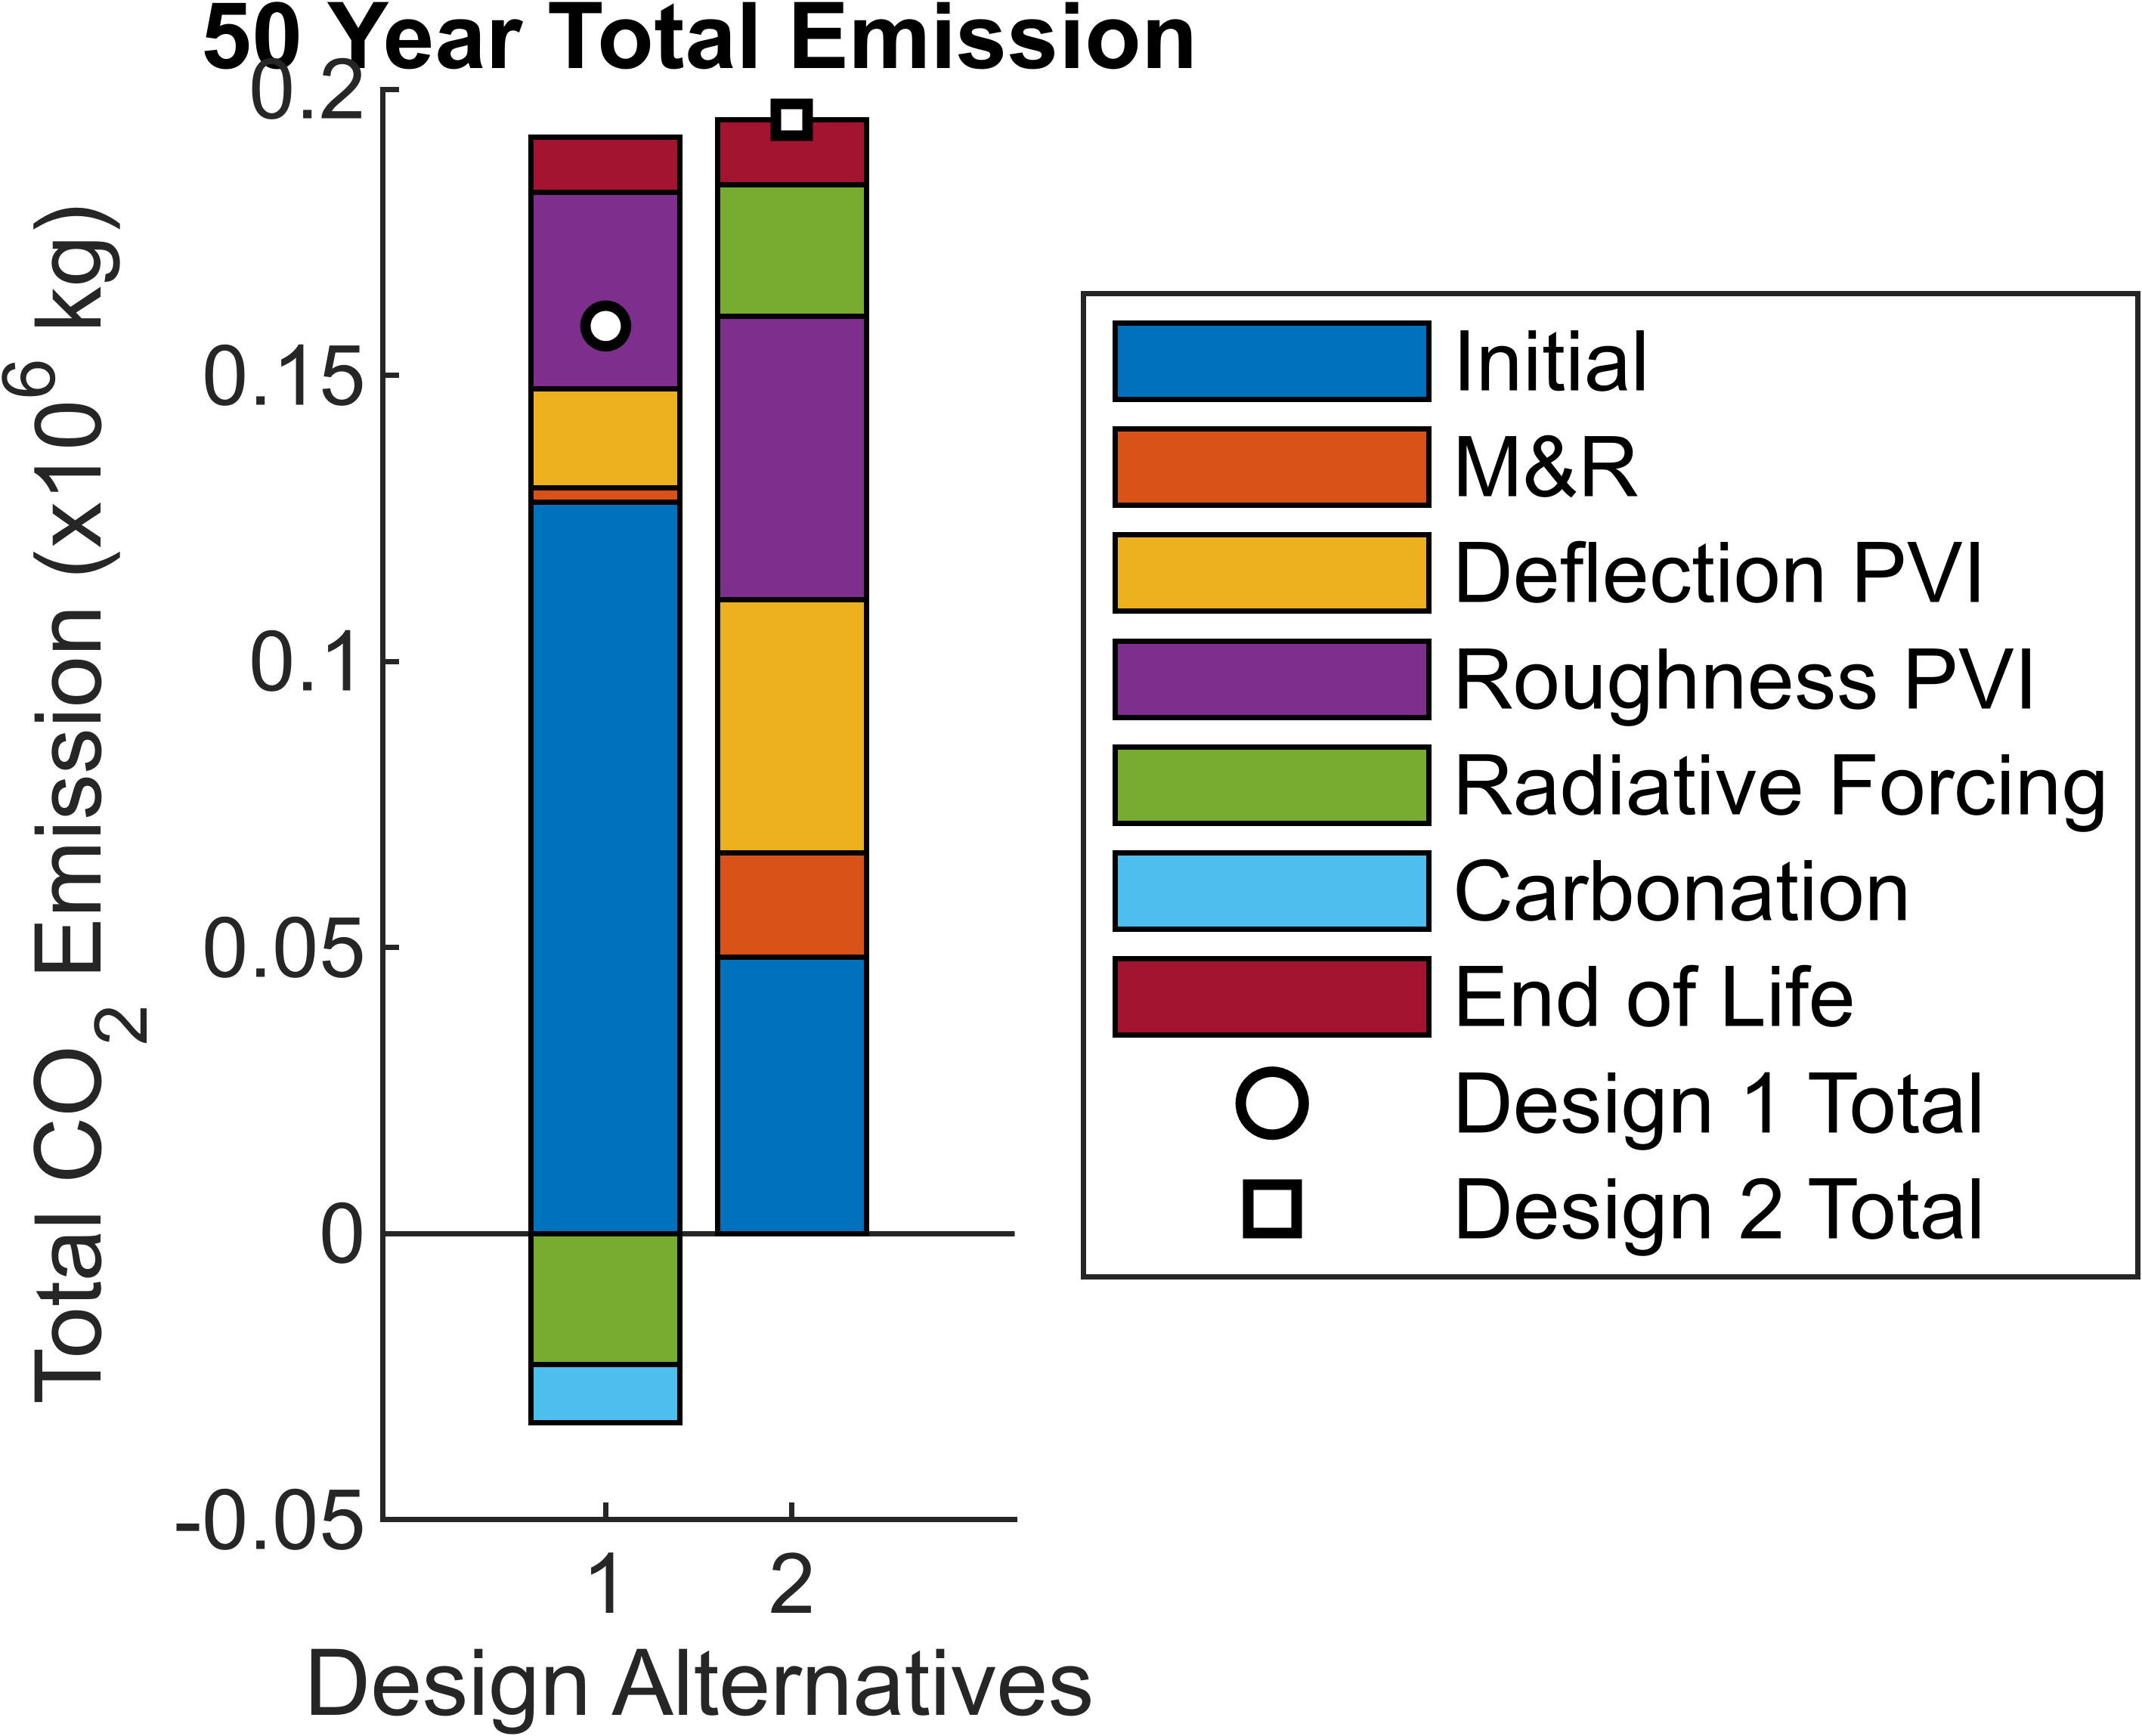 50 Year Total Emission
Total CO2 Emission (x10^6 kg)
0.2
0.15
0.1
0.05
0
-0.05
1 2
Design Alternatives
Initial
M&R
Deflection PVI
Roughness PVI
Radiative Forcing
Carbonation
End of Life
Design 1 Total
Design 2 Total